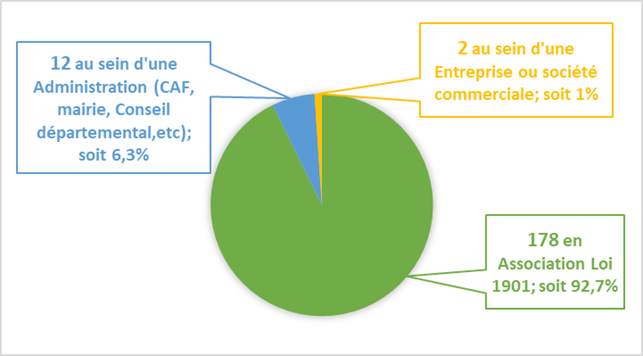 12 au sein d'une
Administration (CAF,
mairie, Conseil
départemental,etc);
soit 6,3%
2 au sein d'une
Entreprise ou société
commerciale; soit 1%
178 en
Association Loi
1901; soit 92,7%